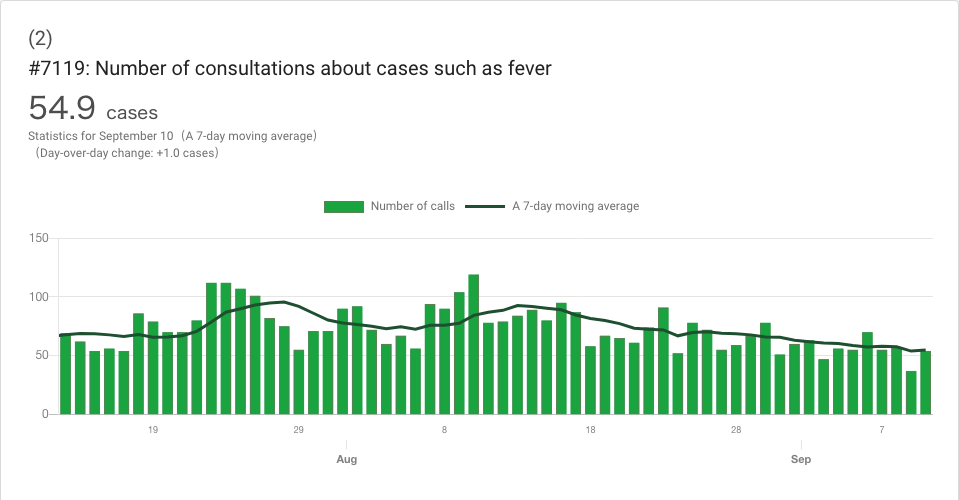 (2)
#7119: Number of consultations about cases such as fever
54.9 cases
Statistics for September 10 (A 7-day moving average)
(Day-over-day change: +1.0 cases)
Number of calls A 7-day moving average
150
100
50
0
19 29 8 18 28 7
Aug Sep